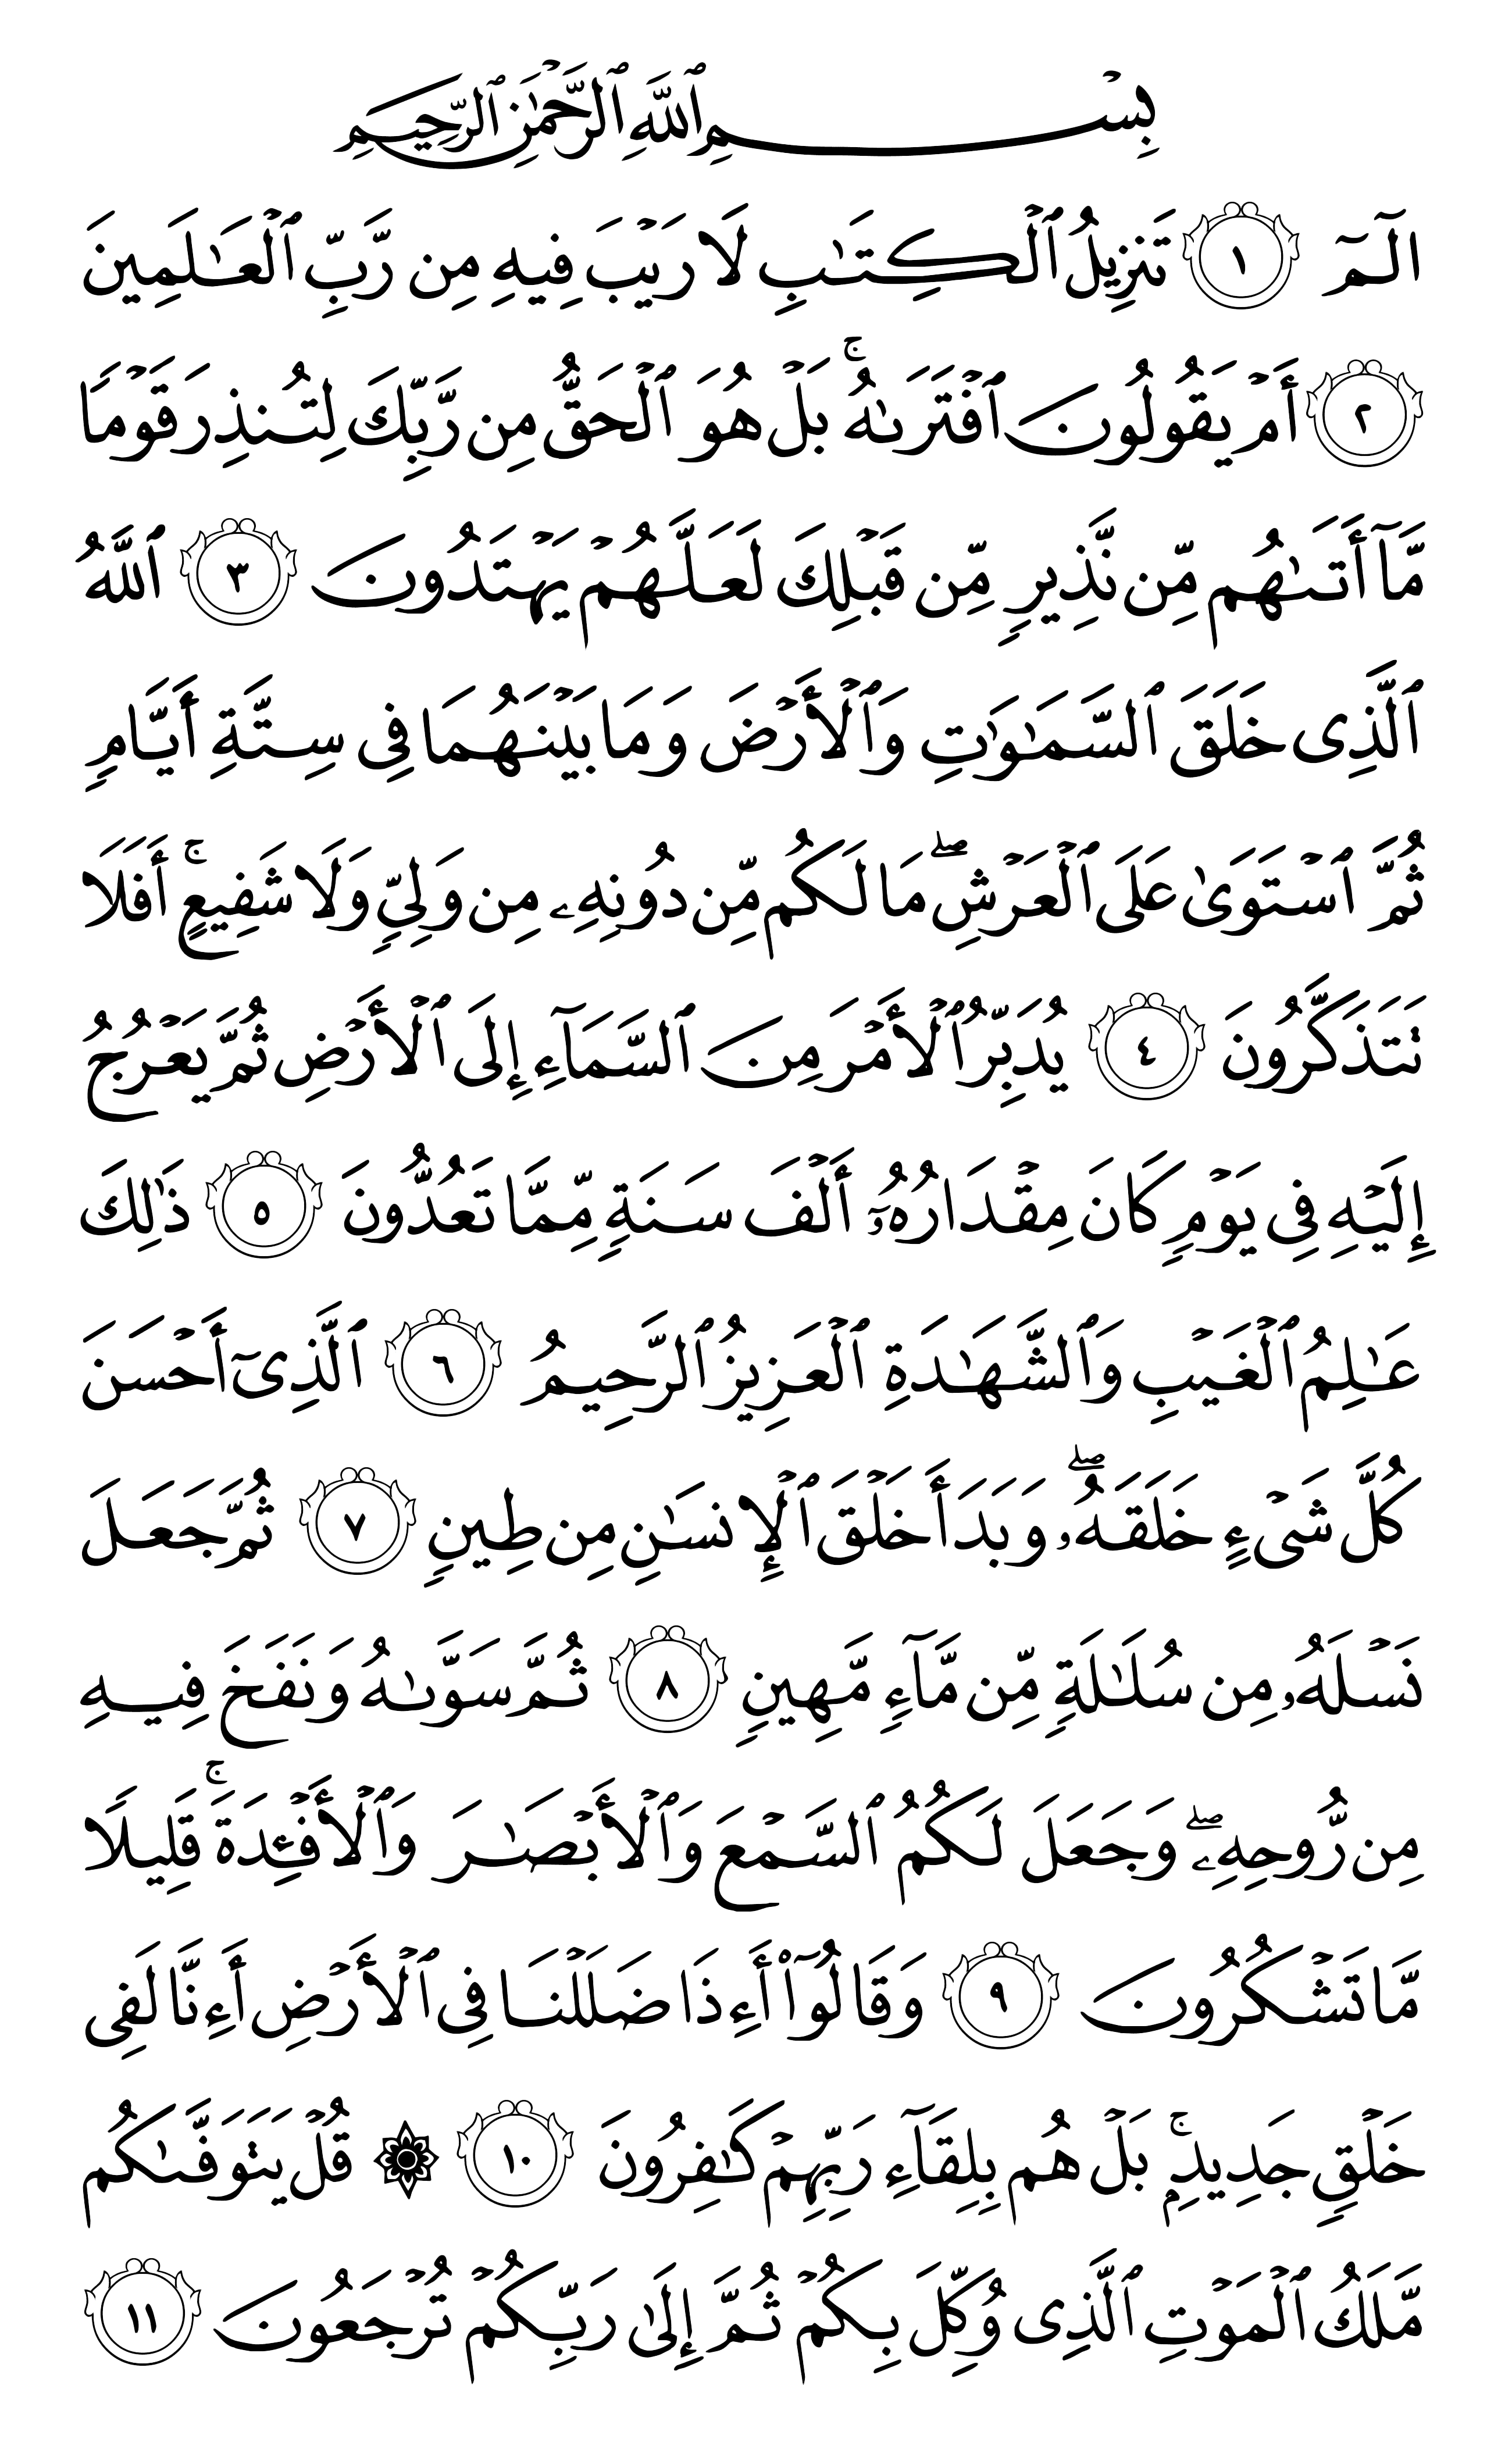 بِسۡمِ ٱللَّهِ ٱلرَّحۡمَٰنِ ٱلرَّحِيمِ
الٓمٓ ١ تَنزِيلُ ٱلۡكِتَٰبِ لَا رَيۡبَ فِيهِ مِن رَّبِّ ٱلۡعَٰلَمِينَ
٢ أَمۡ يَقُولُونَ ٱفۡتَرَىٰهُۚ بَلۡ هُوَ ٱلۡحَقُّ مِن رَّبِّكَ لِتُنذِرَ قَوۡمٗا
مَّآ أَتَىٰهُم مِّن نَّذِيرٖ مِّن قَبۡلِكَ لَعَلَّهُمۡ يَهۡتَدُونَ ٣ ٱللَّهُ
ٱلَّذِي خَلَقَ ٱلسَّمَٰوَٰتِ وَٱلۡأَرۡضَ وَمَا بَيۡنَهُمَا فِي سِتَّةِ أَيَّامٖ
ثُمَّ ٱسۡتَوَىٰ عَلَى ٱلۡعَرۡشِۖ مَا لَكُم مِّن دُونِهِۦ مِن وَلِيّٖ وَلَا شَفِيعٍۚ أَفَلَا
تَتَذَكَّرُونَ ٤ يُدَبِّرُ ٱلۡأَمۡرَ مِنَ ٱلسَّمَآءِ إِلَى ٱلۡأَرۡضِ ثُمَّ يَعۡرُجُ
إِلَيۡهِ فِي يَوۡمٖ كَانَ مِقۡدَارُهُۥٓ أَلۡفَ سَنَةٖ مِّمَّا تَعُدُّونَ ٥ ذَٰلِكَ
عَٰلِمُ ٱلۡغَيۡبِ وَٱلشَّهَٰدَةِ ٱلۡعَزِيزُ ٱلرَّحِيمُ ٦ ٱلَّذِيٓ أَحۡسَنَ
كُلَّ شَيۡءٍ خَلَقَهُۥۖ وَبَدَأَ خَلۡقَ ٱلۡإِنسَٰنِ مِن طِينٖ ٧ ثُمَّ جَعَلَ
نَسۡلَهُۥ مِن سُلَٰلَةٖ مِّن مَّآءٖ مَّهِينٖ ٨ ثُمَّ سَوَّىٰهُ وَنَفَخَ فِيهِ
مِن رُّوحِهِۦۖ وَجَعَلَ لَكُمُ ٱلسَّمۡعَ وَٱلۡأَبۡصَٰرَ وَٱلۡأَفۡـِٔدَةَۚ قَلِيلٗا
مَّا تَشۡكُرُونَ ٩ وَقَالُوٓاْ أَءِذَا ضَلَلۡنَا فِي ٱلۡأَرۡضِ أَءِنَّا لَفِي
خَلۡقٖ جَدِيدِۭۚ بَلۡ هُم بِلِقَآءِ رَبِّهِمۡ كَٰفِرُونَ ١٠ ۞ قُلۡ يَتَوَفَّىٰكُم
مَّلَكُ ٱلۡمَوۡتِ ٱلَّذِي وُكِّلَ بِكُمۡ ثُمَّ إِلَىٰ رَبِّكُمۡ تُرۡجَعُونَ ١١